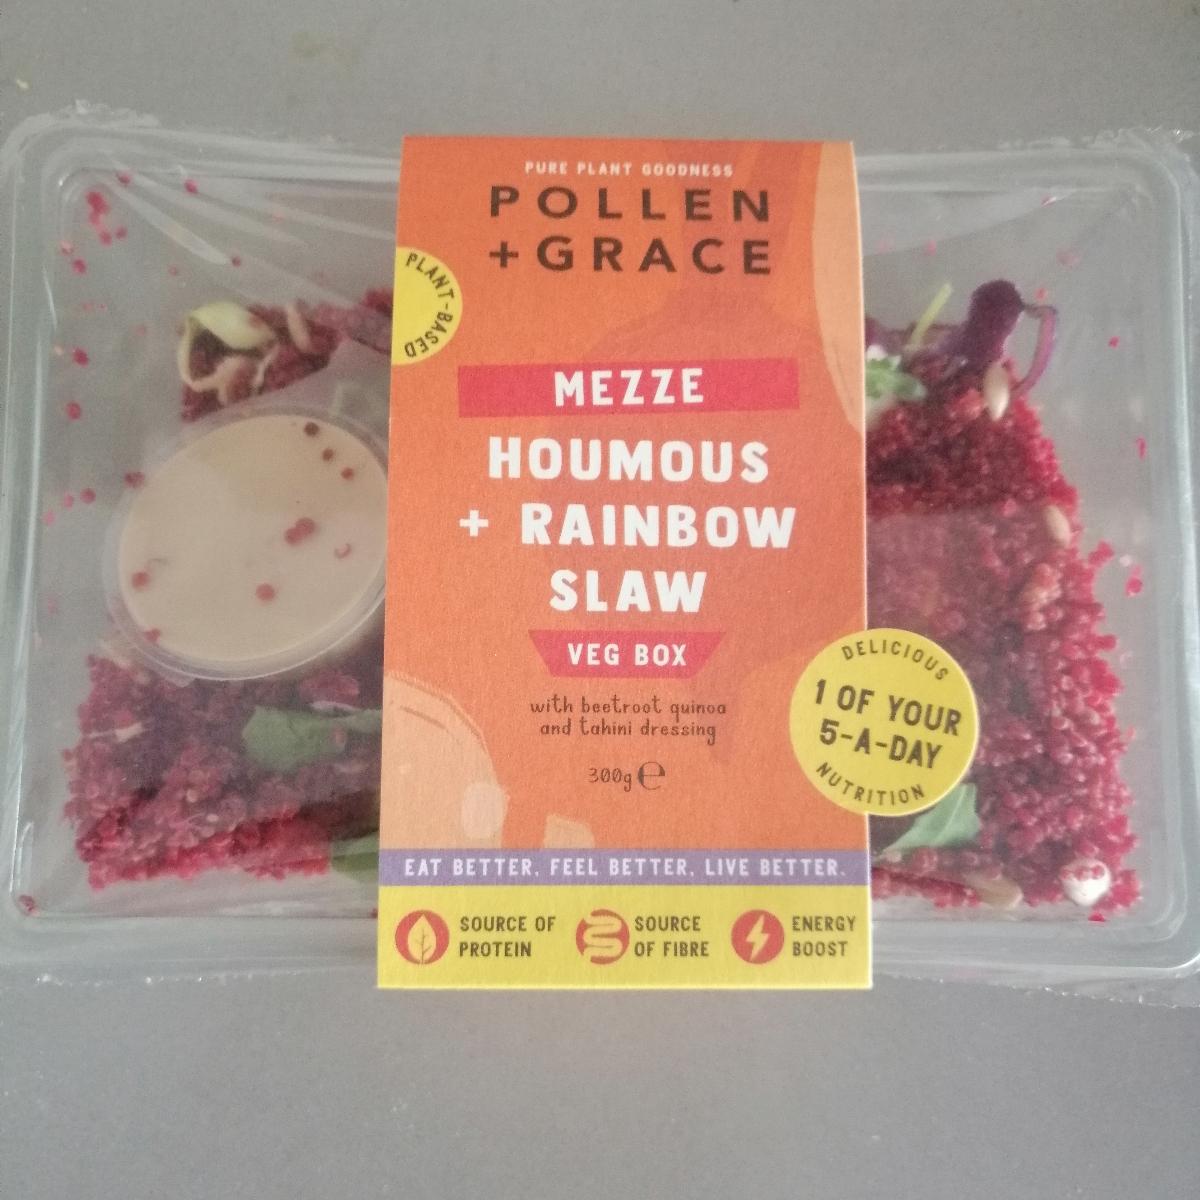 PURE PLANT GOODNESS
POLLEN
+GRACE
PLANT-BASED
MEZZE
HOUMOUS
+ RAINBOW
SLAW
VEG BOX
with beetroot quinoa
and tahini dressing
300g ℮
DELICIOUS
1 OF YOUR
5-A-DAY
NUTRITION
EAT BETTER. FEEL BETTER. LIVE BETTER.
SOURCE OF
PROTEIN
SOURCE
OF FIBRE
ENERGY
BOOST